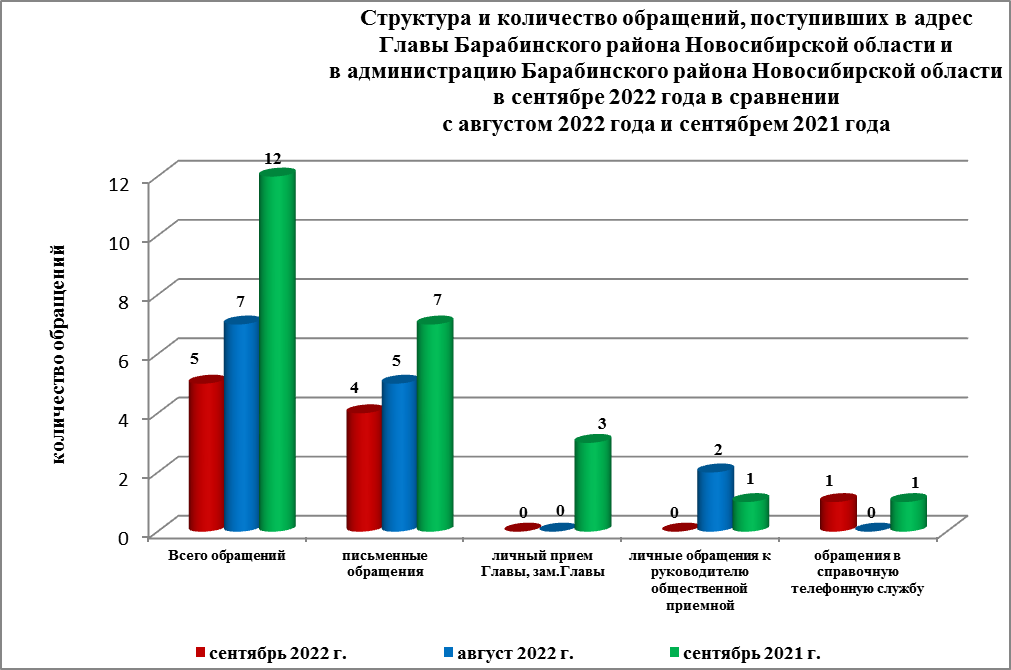 Структура и количество обращений, поступивших в адрес
Главы Барабинского района Новосибирской области и
в администрацию Барабинского района Новосибирской области
в сентябре 2022 года в сравнении
с августом 2022 года и сентябрем 2021 года
количество обращений
12
10
8
6
4
2
0
5
7
12
4
5
7
0
0
3
0
2
1
1
0
1
Всего обращений
письменные
обращения
личный прием
Главы, зам.Главы
личные обращения к
руководителю
общественной
приемной
обращения в
справочную
телефонную службу
сентябрь 2022 г.
август 2022 г.
сентябрь 2021 г.